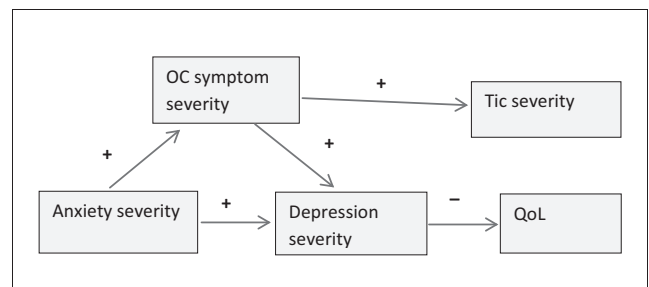 OC symptom
severity
+
Tic severity
+
+
Anxiety severity
+
Depression
severity
–
QoL